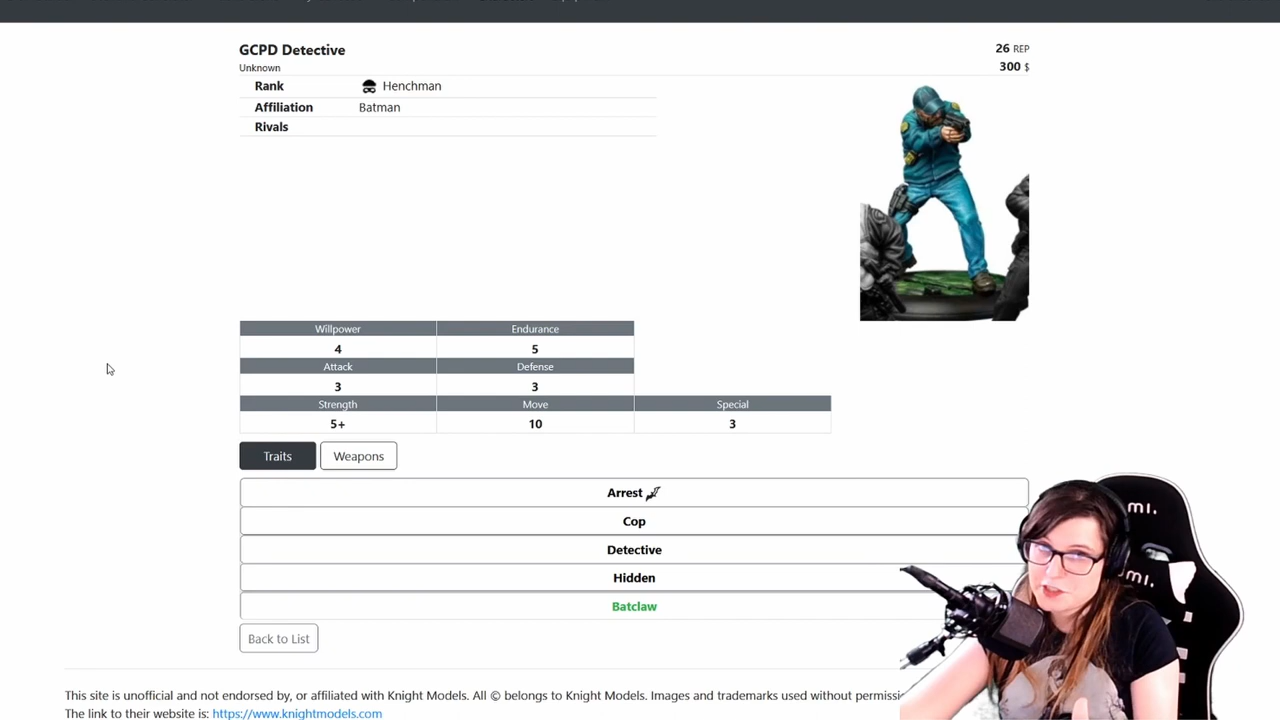 GCPD Detective
26 REP
Unknown
300 $
Rank Henchman
Affiliation Batman
Rivals
Willpower Endurance
4 5
Attack Defense
3 3
Strength Move Special
5+ 10 3
Traits Weapons
Arrest
Cop
Detective
Hidden
Batclaw
Back to List
This site is unofficial and not endorsed by, or affiliated with Knight Models. All © belongs to Knight Models. Images and trademarks used without
The link to their website is: https://www.knightmodels.com
mi.
mi.